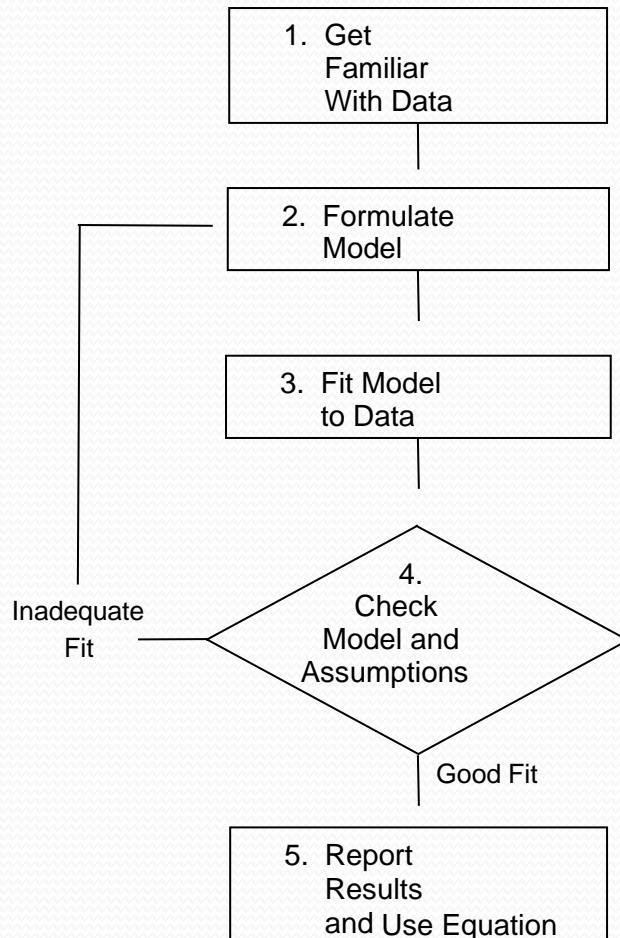 1. Get
Familiar
With Data
2. Formulate
Model
3. Fit Model
to Data
4.
Check
Model and
Assumptions
Inadequate
Fit
Good Fit
5. Report
Results
and Use Equation